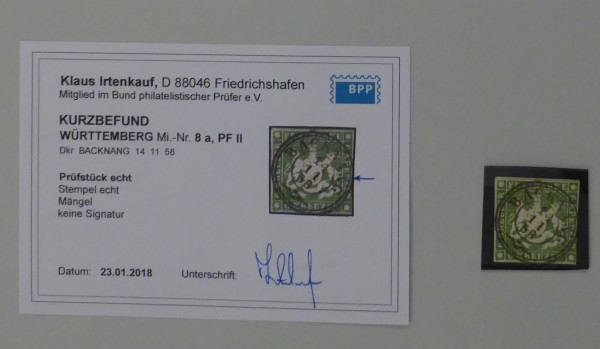 Klaus Irtenkauf, D 88046 Friedrichshafen
Mitglied im Bund philatelistischer Prüfer e.V.
BPP
KURZBEFUND
WÜRTTEMBERG Mi.-Nr. 8 a, PF II
Dkr BACKNANG 14 11 58
Prüfstück echt
Stempel echt
Mängel
keine Signatur
Datum: 23.01.2018 Unterschrift: